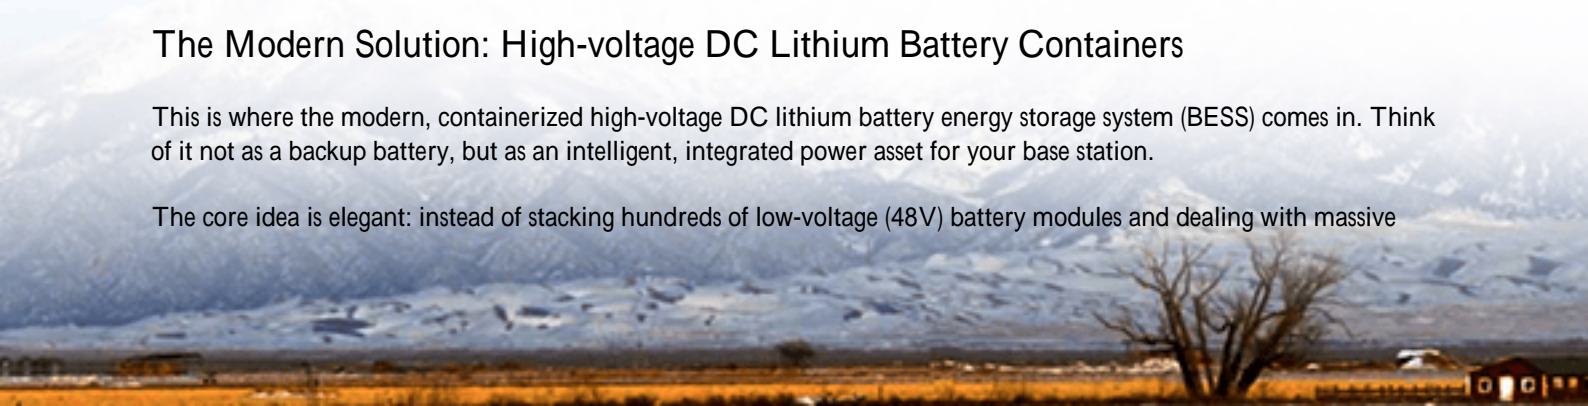 The Modern Solution: High-voltage DC Lithium Battery Containers
This is where the modern, containerized high-voltage DC lithium battery energy storage system (BESS) comes in. Think
of it not as a backup battery, but as an intelligent, integrated power asset for your base station.
The core idea is elegant: instead of stacking hundreds of low-voltage (48V) battery modules and dealing with massive